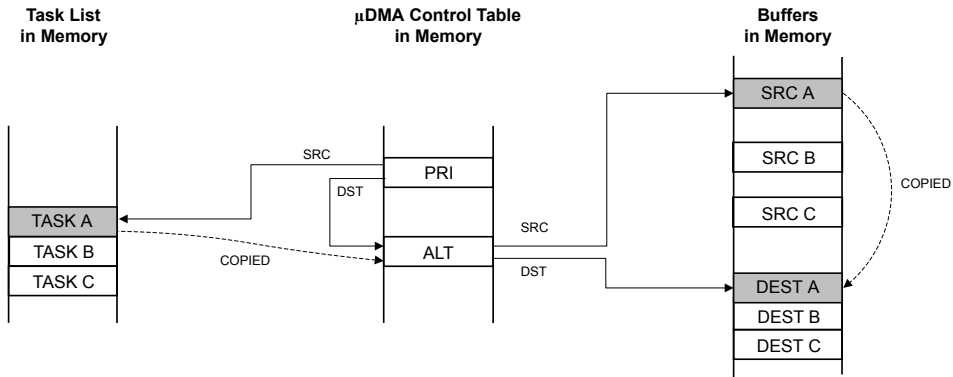 Task List
in Memory
µDMA Control Table
in Memory
Buffers
in Memory
SRC A
SRC B
SRC C
COPIED
SRC
PRI
DST
TASK A
TASK B
TASK C
COPIED
ALT
SRC
DST
DEST A
DEST B
DEST C